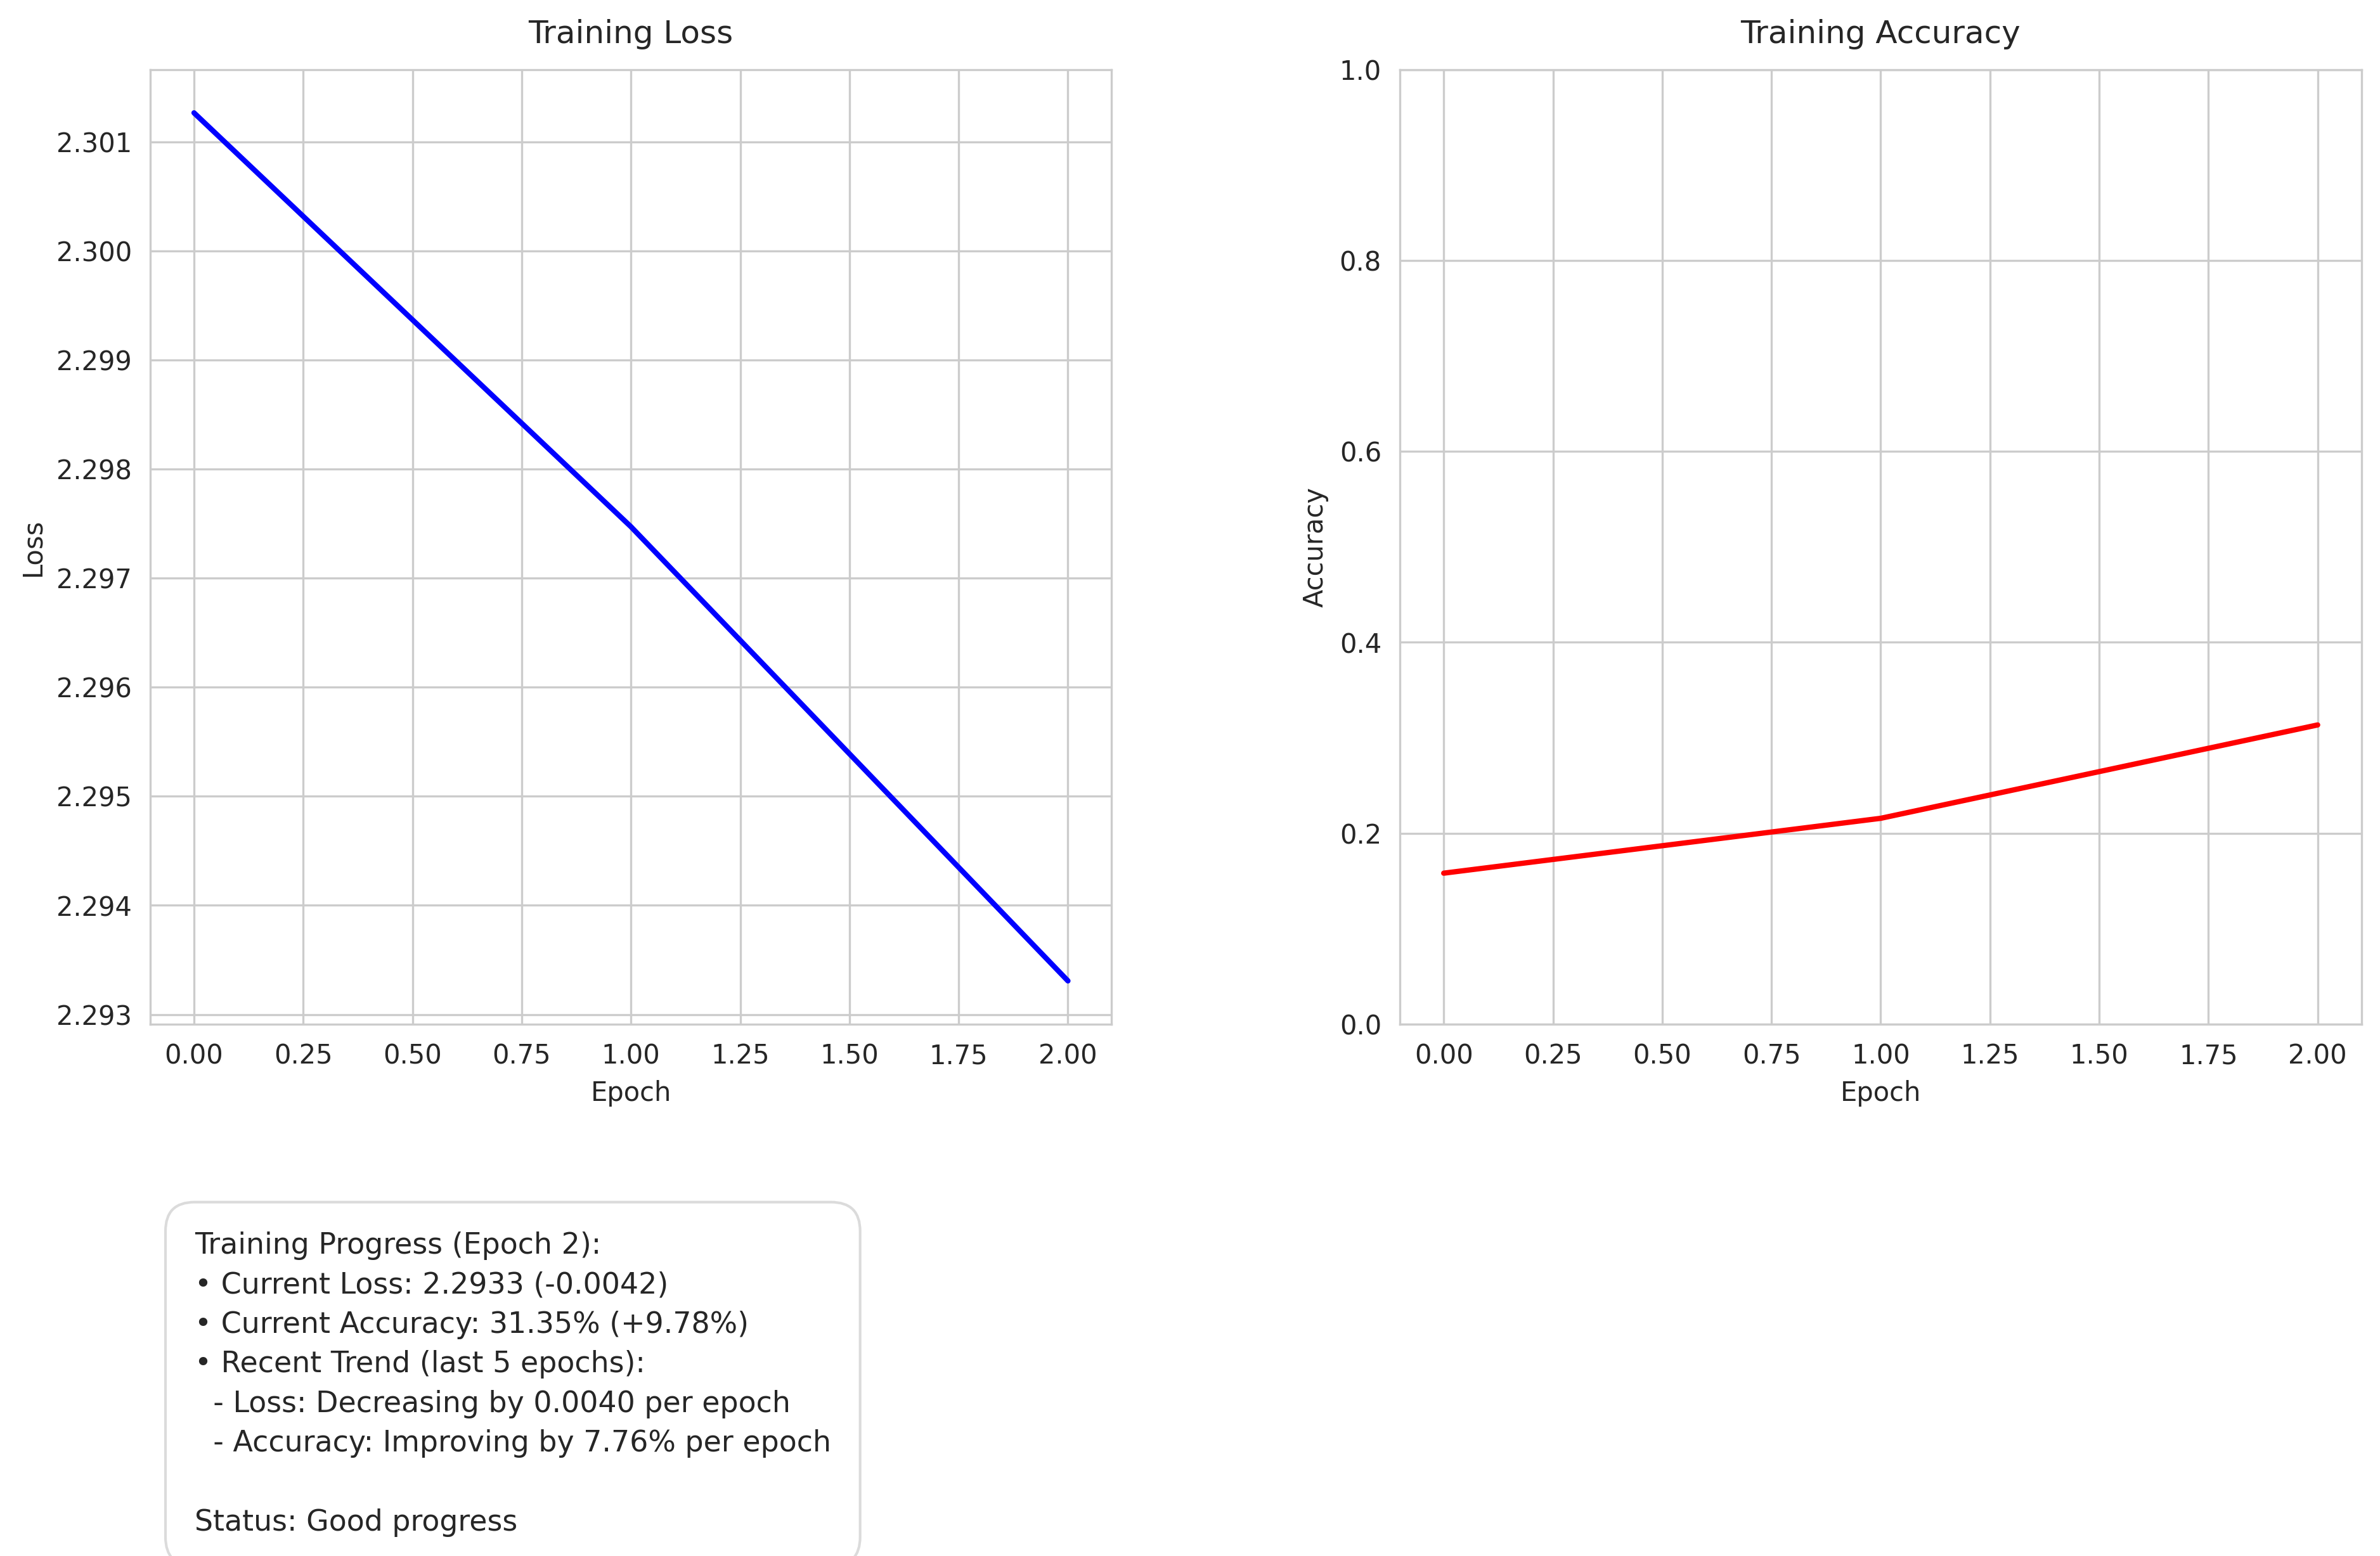 Training Loss
2.301
2.300
2.299
2.298
2.297
2.296
2.295
2.294
2.293
Loss
0.00 0.25 0.50 0.75 1.00 1.25 1.50 1.75 2.00
Epoch
Training Accuracy
1.0
0.8
0.6
0.4
0.2
0.0
Accuracy
0.00 0.25 0.50 0.75 1.00 1.25 1.50 1.75 2.00
Epoch
Training Progress (Epoch 2):
• Current Loss: 2.2933 (-0.0042)
• Current Accuracy: 31.35% (+9.78%)
• Recent Trend (last 5 epochs):
- Loss: Decreasing by 0.0040 per epoch
- Accuracy: Improving by 7.76% per epoch
Status: Good progress